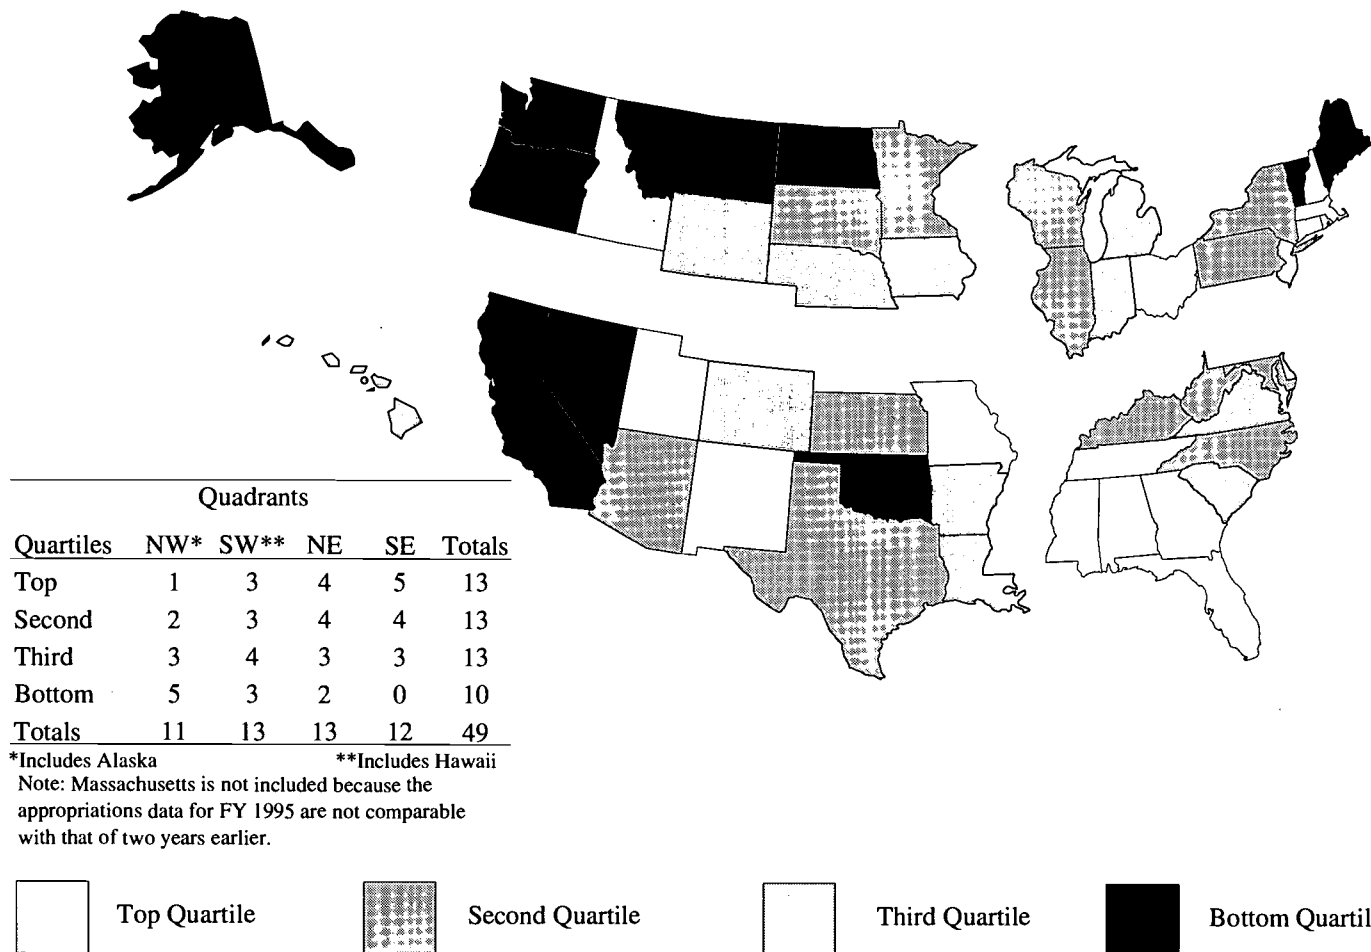 Quadrants
Quartiles NW* SW** NE SE Totals
Top 1 3 4 5 13
Second 2 3 4 4 13
Third 3 4 3 3 13
Bottom 5 3 2 0 10
Totals 11 13 13 12 49
*Includes Alaska **Includes Hawaii
Note: Massachusetts is not included because the
appropriations data for FY 1995 are not comparable
with that of two years earlier.
Top Quartile Second Quartile Third Quartile Bottom Quartil